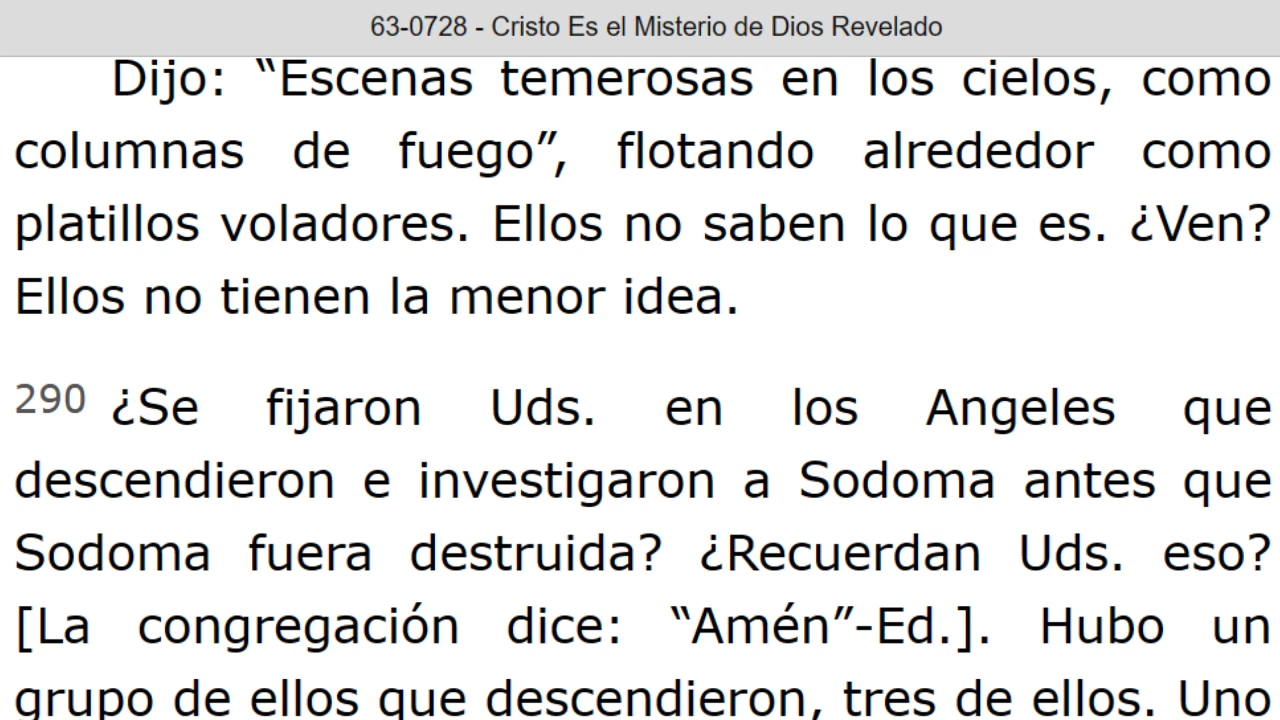 63-0728 - Cristo Es el Misterio de Dios Revelado
Dijo: “Escenas temerosas en los cielos, como
columnas de fuego”, flotando alrededor como
platillos voladores. Ellos no saben lo que es. ¿Ven?
Ellos no tienen la menor idea.
290 ¿Se fijaron Uds. en los Angeles que
descendieron e investigaron a Sodoma antes que
Sodoma fuera destruida? ¿Recuerdan Uds. eso?
[La congregación dice: “Amén”-Ed.]. Hubo un
grupo de ellos que descendieron, tres de ellos. Uno